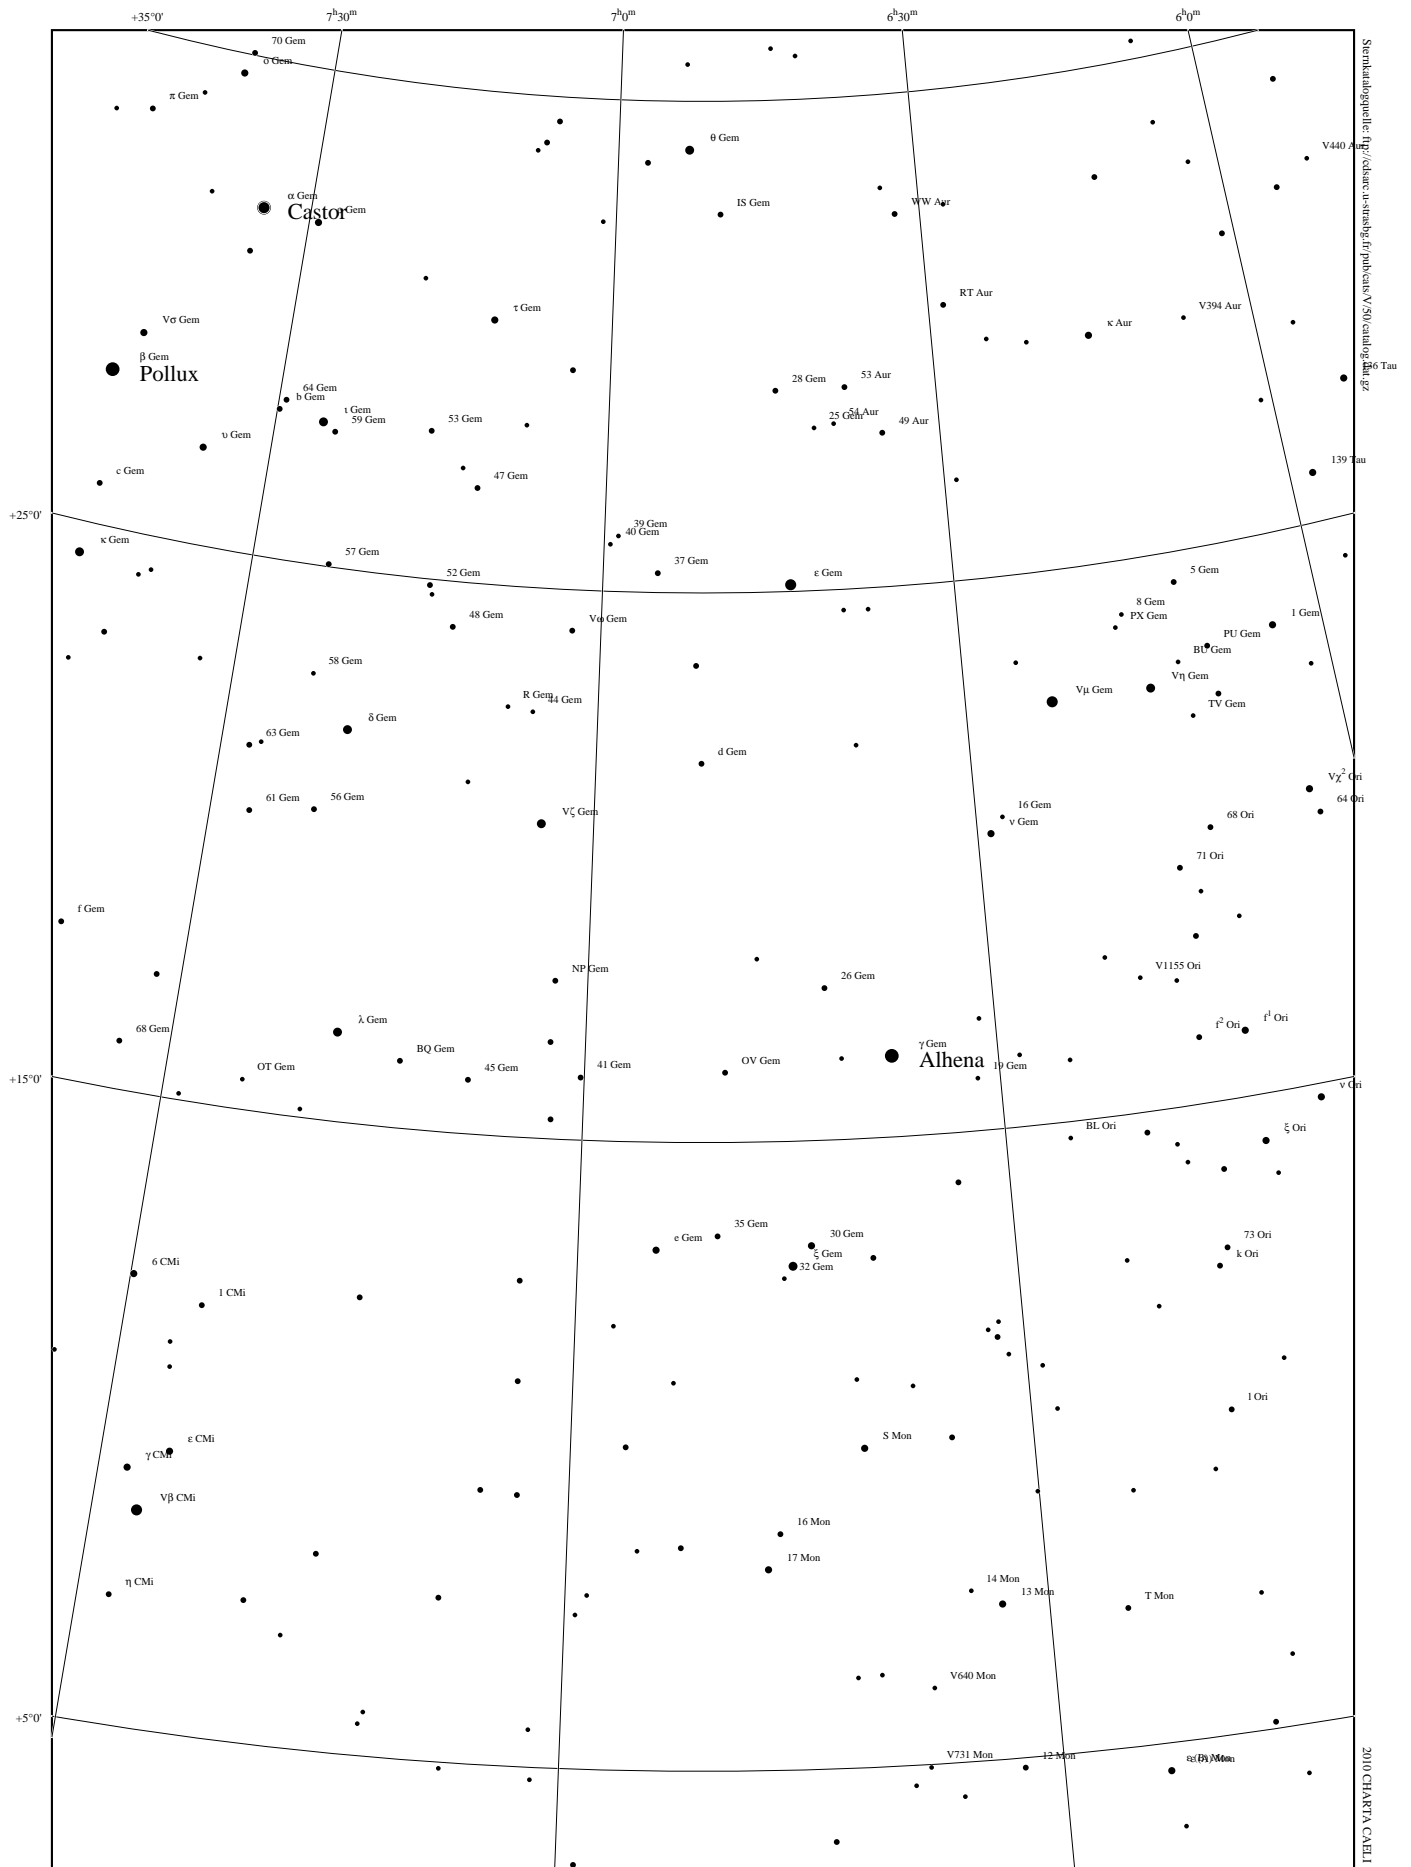 +35°0'
7h30m
7h0m
6h30m
6h0m
70 Gem
ο Gem
π Gem
θ Gem
V440 Aur
α Gem
Castor
ρ Gem
IS Gem
WW Aur
RT Aur
τ Gem
Vσ Gem
κ Aur
V394 Aur
β Gem
Pollux
136 Tau
64 Gem
b Gem
28 Gem
53 Aur
ι Gem
59 Gem
53 Gem
25 Gem
54 Aur
49 Aur
υ Gem
c Gem
47 Gem
139 Tau
+25°0'
39 Gem
40 Gem
κ Gem
57 Gem
37 Gem
52 Gem
ε Gem
5 Gem
8 Gem
48 Gem
Vω Gem
PX Gem
1 Gem
PU Gem
BU Gem
58 Gem
Vη Gem
R Gem
44 Gem
Vμ Gem
TV Gem
δ Gem
63 Gem
d Gem
Vχ2 Ori
61 Gem
56 Gem
Vζ Gem
16 Gem
ν Gem
64 Ori
68 Ori
71 Ori
f Gem
NP Gem
26 Gem
V1155 Ori
λ Gem
68 Gem
BQ Gem
f2 Ori
f1 Ori
OT Gem
45 Gem
41 Gem
OV Gem
γ Gem
Alhena
19 Gem
+15°0'
ν Ori
BL Ori
ξ Ori
e Gem
35 Gem
30 Gem
ξ Gem
32 Gem
73 Ori
k Ori
6 CMi
1 CMi
l Ori
ε CMi
γ CMi
S Mon
Vβ CMi
16 Mon
17 Mon
η CMi
14 Mon
13 Mon
T Mon
V640 Mon
+5°0'
V731 Mon
12 Mon
Sternkatalogquelle: ftp://cdsarc.u-strasbg.fr/pub/cats/V/50/catalog.dat.gz
2010 CHARTA CAELI